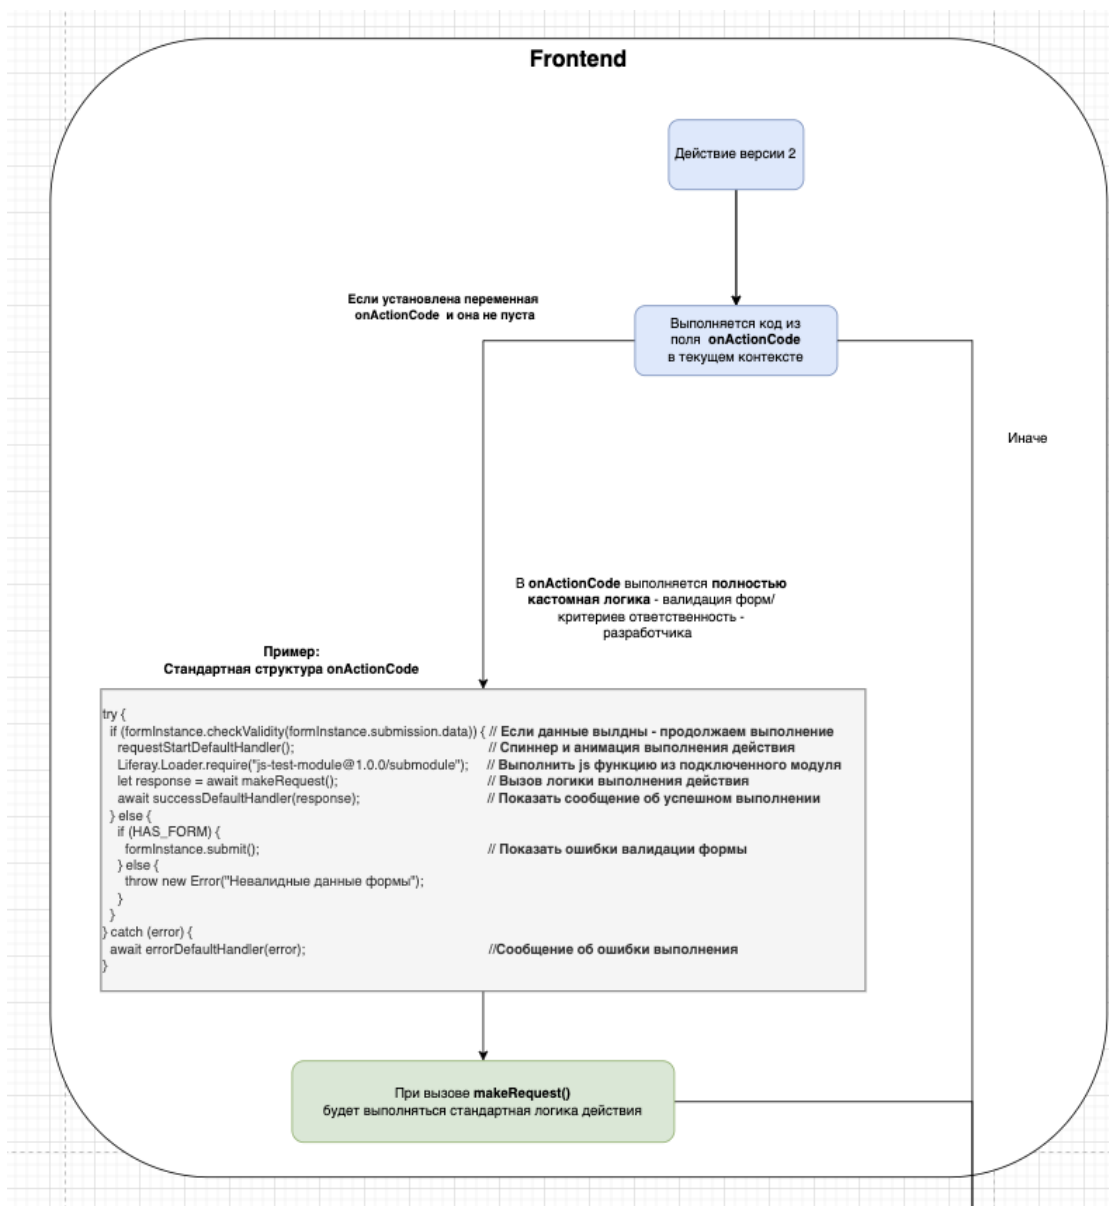 Frontend
Действие версии 2
Если установлена переменная
onActionCode и она не пуста
Выполняется код из
поля onActionCode
в текущем контексте
Иначе
В onActionCode выполняется полностью
кастомная логика - валидация форм/
критериев ответственность -
разработчика
Пример:
Стандартная структура onActionCode
try {
if (formInstance.checkValidity(formInstance.submission.data)) { // Если данные вылдны - продолжаем выполнение
requestStartDefaultHandler(); // Спиннер и анимация выполнения действия
Liferay.Loader.require("js-test-module@1.0.0/submodule"); // Выполнить js функцию из подключенного модуля
let response = await makeRequest(); // Вызов логики выполнения действия
await successDefaultHandler(response); // Показать сообщение об успешном выполнении
} else {
if (HAS_FORM) {
formInstance.submit(); // Показать ошибки валидации формы
} else {
throw new Error("Невалидные данные формы");
}
}
} catch (error) {
await errorDefaultHandler(error); //Сообщение об ошибки выполнения
}
При вызове makeRequest()
будет выполняться стандартная логика действия